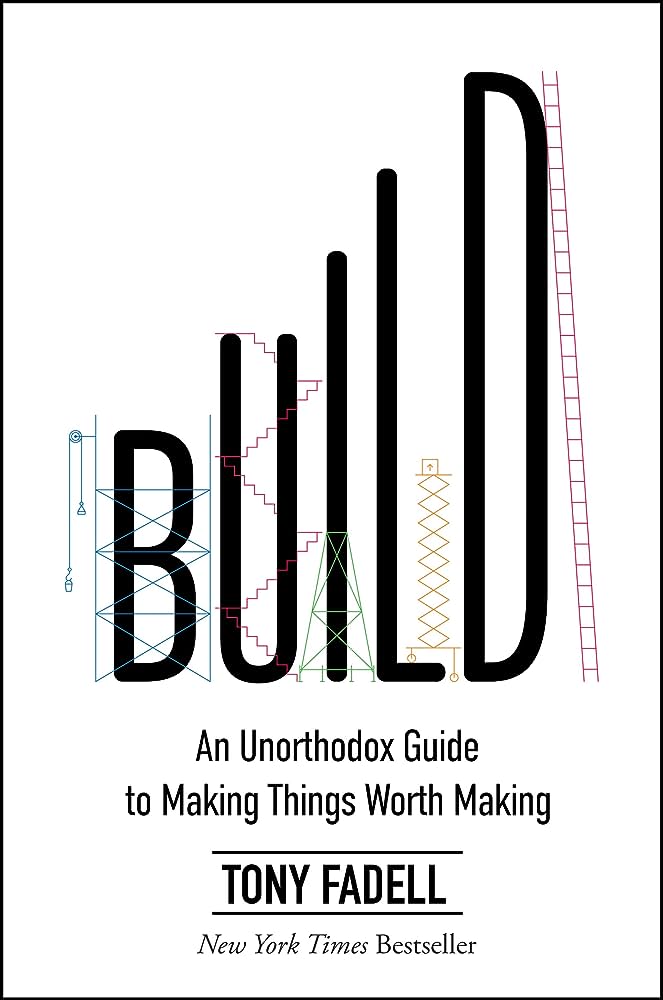 BUILD
An Unorthodox Guide
to Making Things Worth Making
TONY FADELL
New York Times Bestseller